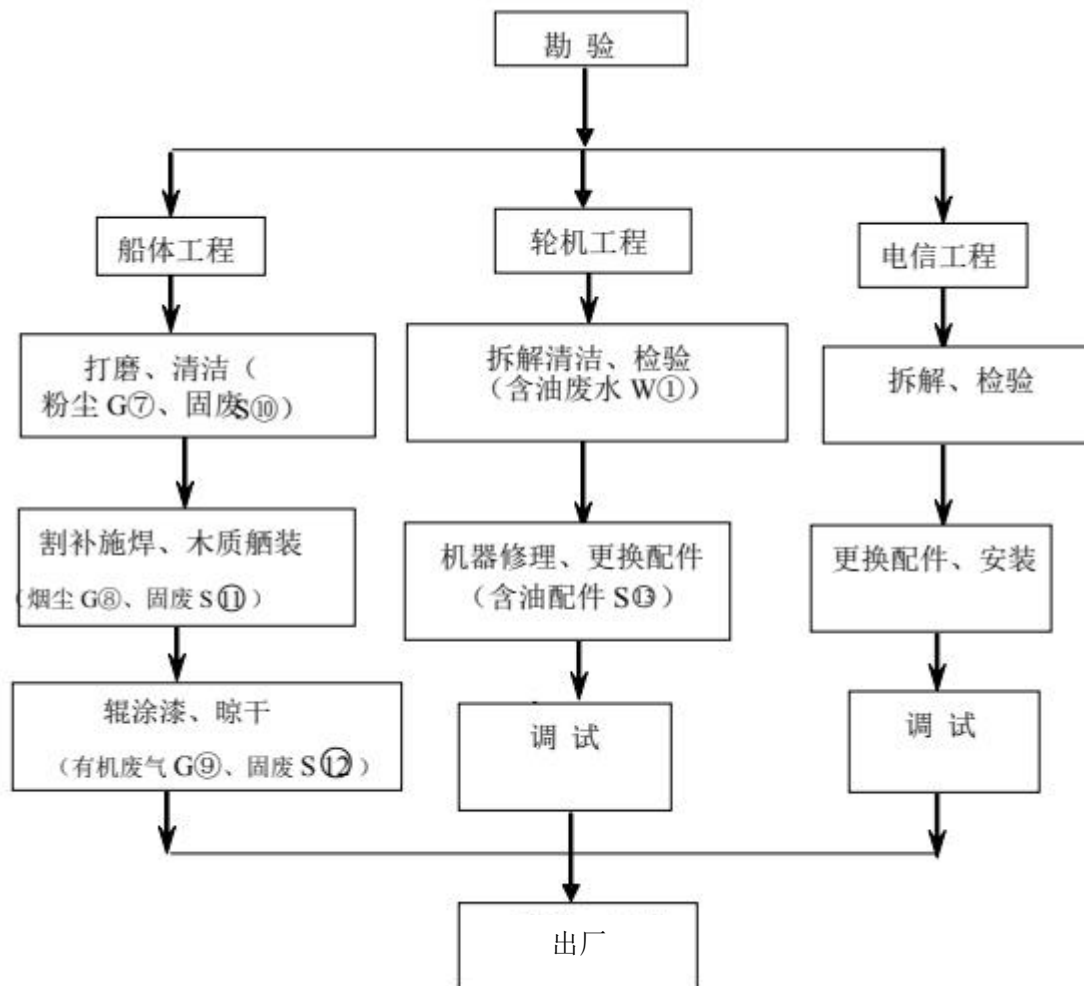 勘 验
船体工程
轮机工程
电信工程
打磨、清洁（
粉尘 G⑦、固废S⑩）
拆解清洁、检验
（含油废水 W①）
拆解、检验
割补施焊、木质舾装
（烟尘 G⑧、固废 S⑪）
机器修理、更换配件
（含油配件 S⑬）
更换配件、安装
辊涂漆、晾干
（有机废气 G⑨、固废 S⑫）
调 试
调 试
出厂